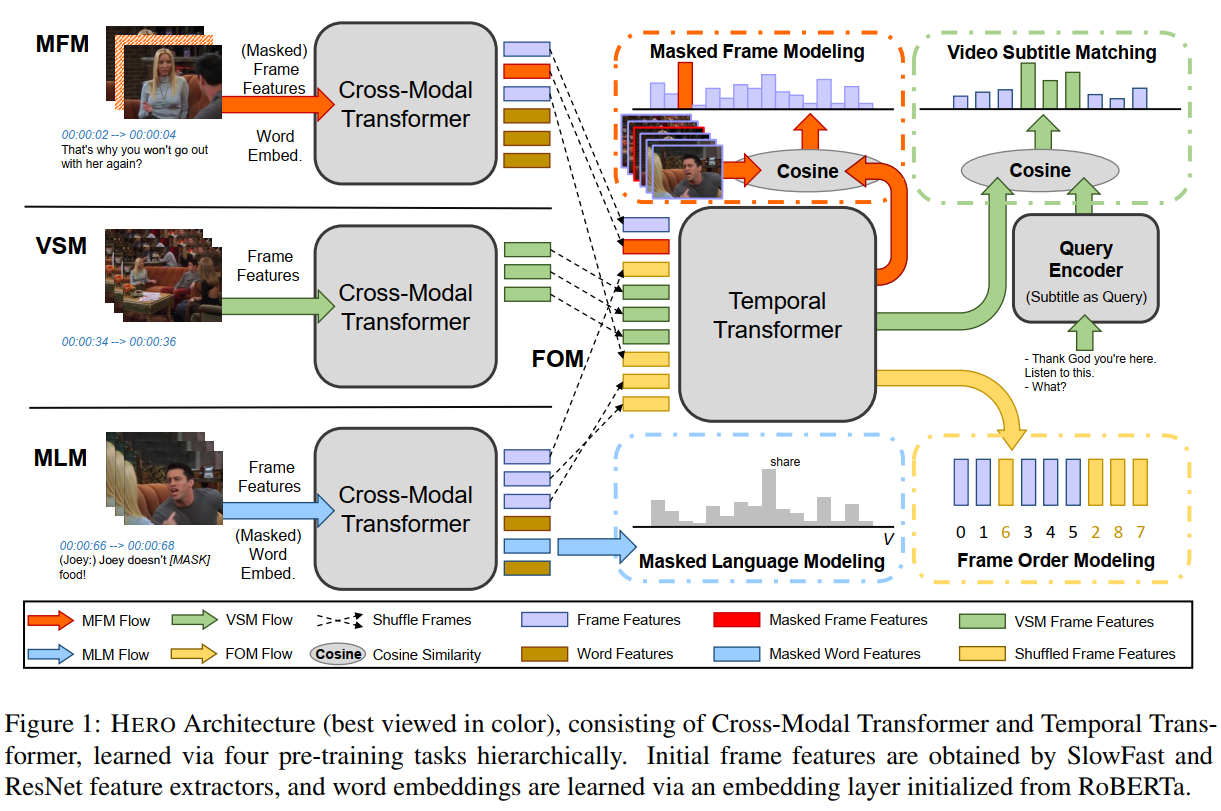 MFM
(Masked)
Frame
Features
Word
Embed.
00:00:02 --> 00:00:04
That's why you won't go out
with her again?
Cross-Modal
Transformer
VSM
Frame
Features
00:00:34 --> 00:00:36
Cross-Modal
Transformer
MLM
Frame
Features
(Masked)
Word
Embed.
00:00:66 --> 00:00:68
(Joey:) Joey doesn't [MASK]
food!
Cross-Modal
Transformer
FOM
Masked Frame Modeling
Cosine
Video Subtitle Matching
Cosine
Temporal
Transformer
Query
Encoder
(Subtitle as Query)
- Thank God you're here.
Listen to this.
- What?
share
V
Masked Language Modeling
0 1 6 3 4 5 2 8 7
Frame Order Modeling
MFM Flow
VSM Flow
Shuffle Frames
Frame Features
Masked Frame Features
VSM Frame Features
MLM Flow
FOM Flow
Cosine
Cosine Similarity
Word Features
Masked Word Features
Shuffled Frame Features
Figure 1: HERO Architecture (best viewed in color), consisting of Cross-Modal Transformer and Temporal Trans-
former, learned via four pre-training tasks hierarchically. Initial frame features are obtained by SlowFast and
ResNet feature extractors, and word embeddings are learned via an embedding layer initialized from RoBERTa.